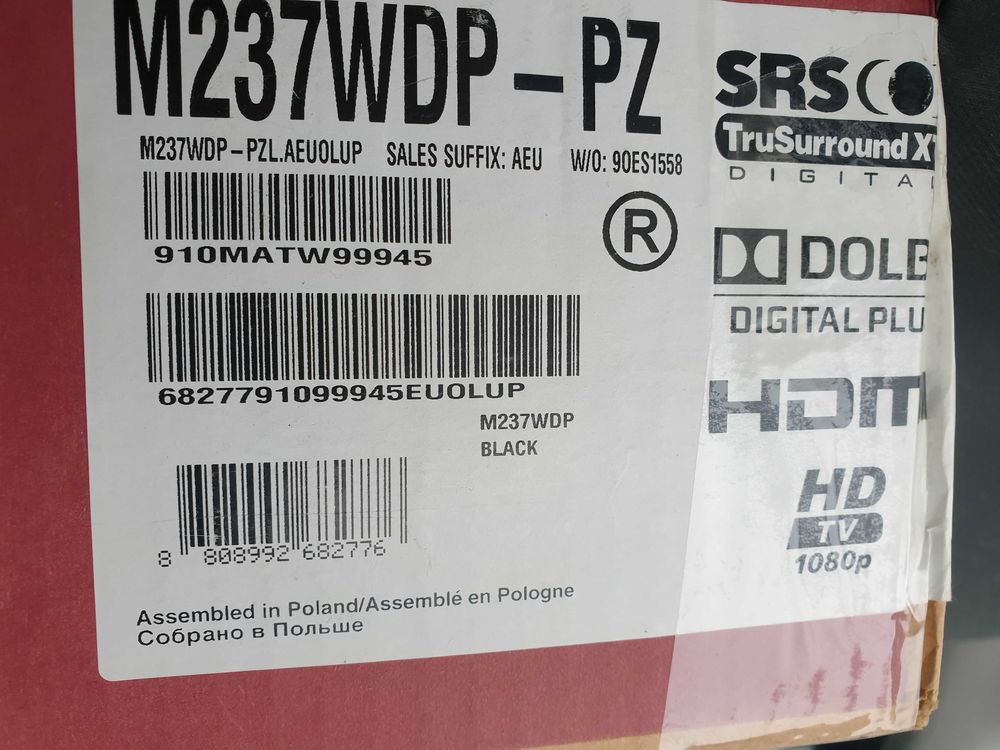 M237WDP-PZ
M237WDP-PZL.AEUOLUP SALES SUFFIX: AEU W/O: 90ES1558
910MATW99945
®
6827791099945EUOLUP
M237WDP
BLACK
8 808992 682776
Assembled in Poland/Assemblé en Pologne
Собрано в Польше
SRS
TruSurround X
DIGITAL
DOLB
DIGITAL PLU
HDMI
HD
TV
1080p